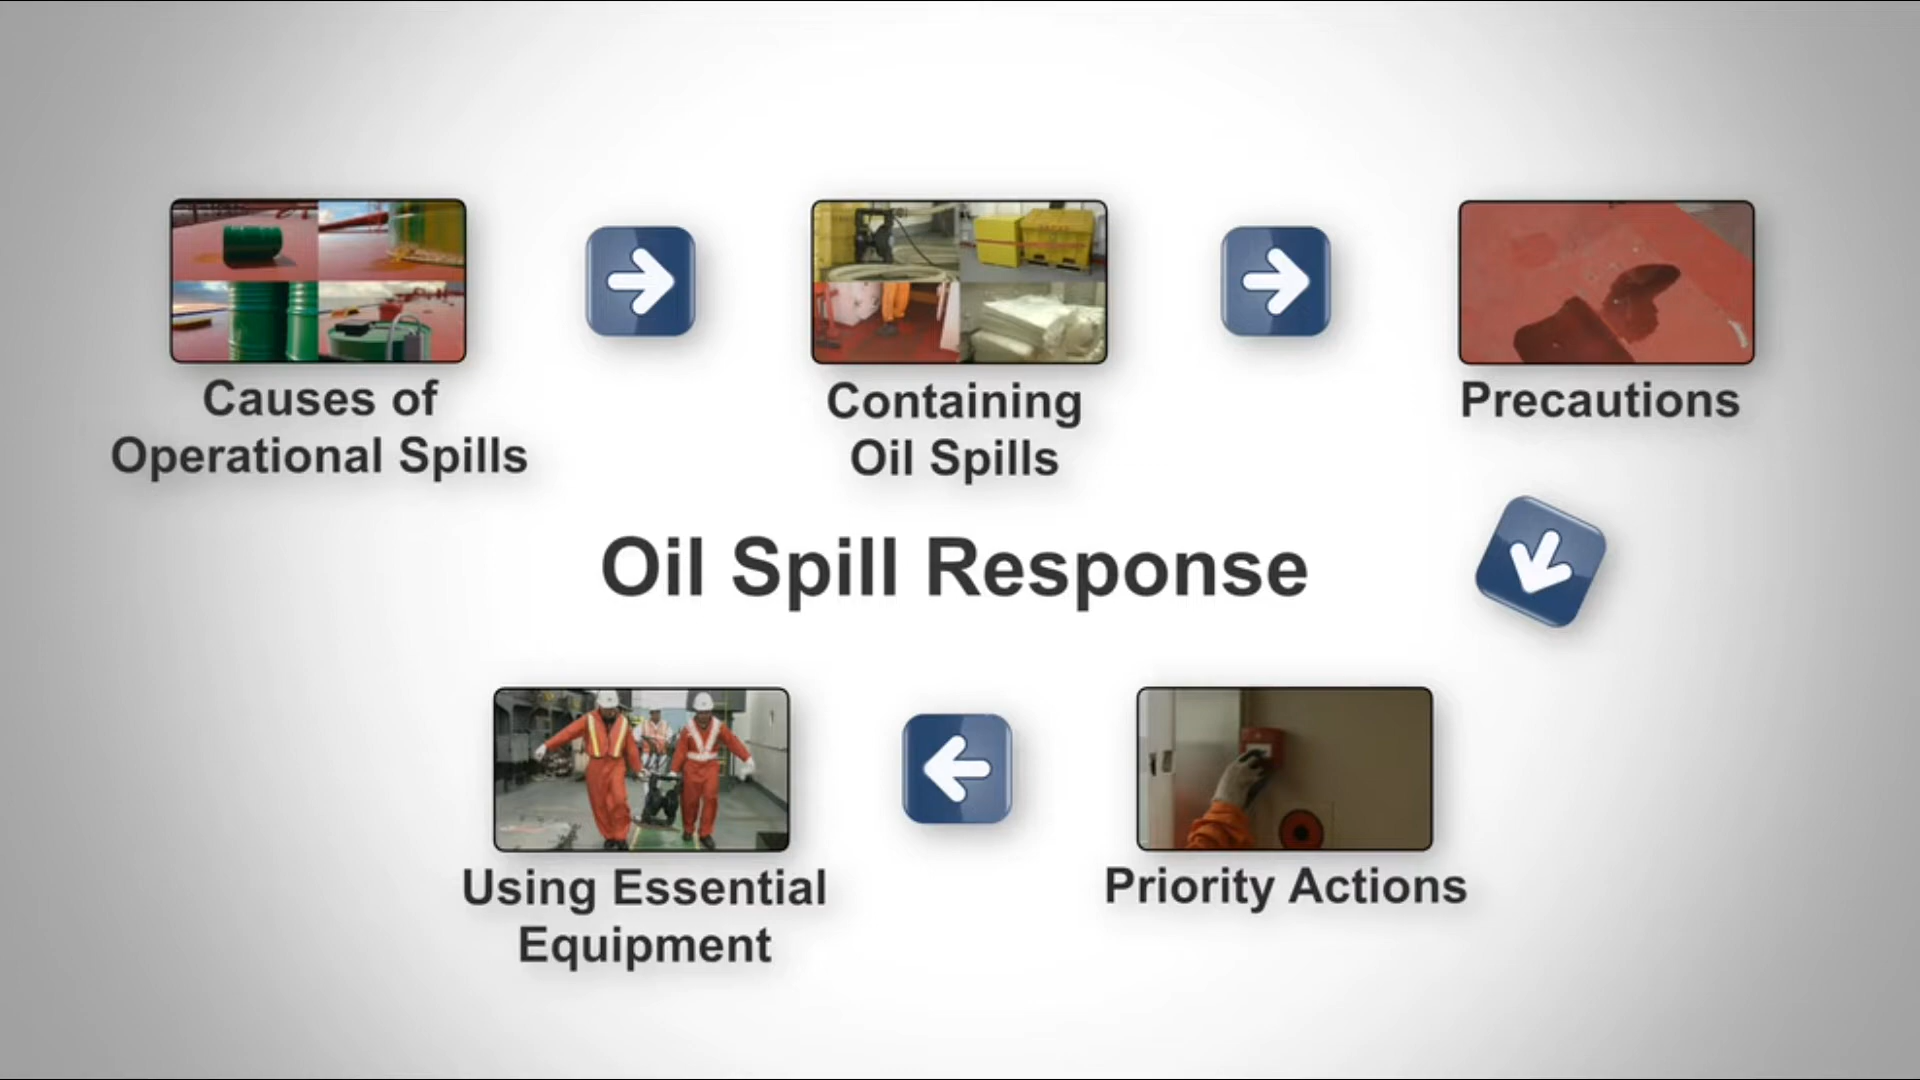 Causes of
Operational Spills
Containing
Oil Spills
Precautions
Oil Spill Response
Using Essential
Equipment
Priority Actions